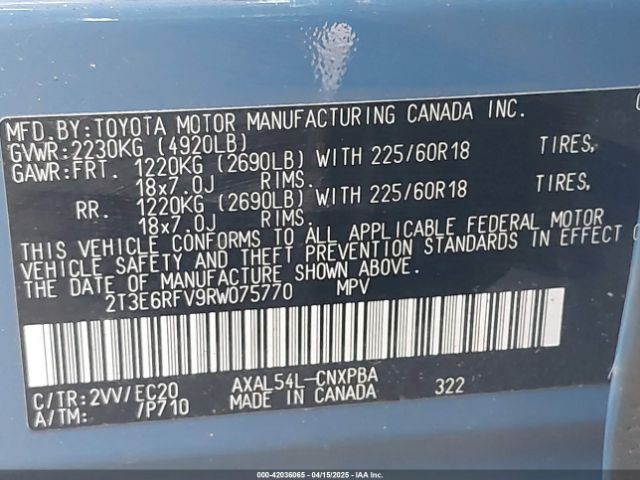 MFD.BY:TOYOTA MOTOR MANUFACTURING CANADA INC.
GVWR:2230KG (4920LB)
GAWR:FRT. 1220KG (2690LB) WITH 225/60R18 TIRES,
18x7.0J RIMS.
RR. 1220KG (2690LB) WITH 225/60R18 TIRES,
18x7.0J RIMS.
THIS VEHICLE CONFORMS TO ALL APPLICABLE FEDERAL MOTOR
VEHICLE SAFETY AND THEFT PREVENTION STANDARDS IN EFFECT
THE DATE OF MANUFACTURE SHOWN ABOVE.
2T3E6RFV9RW075770 MPV
C/TR:2VV/EC20 AXAL54L-CNXPBA 322
A/TM: /P710 MADE IN CANADA
000-42036065 - 04/15/2025 - IAACA